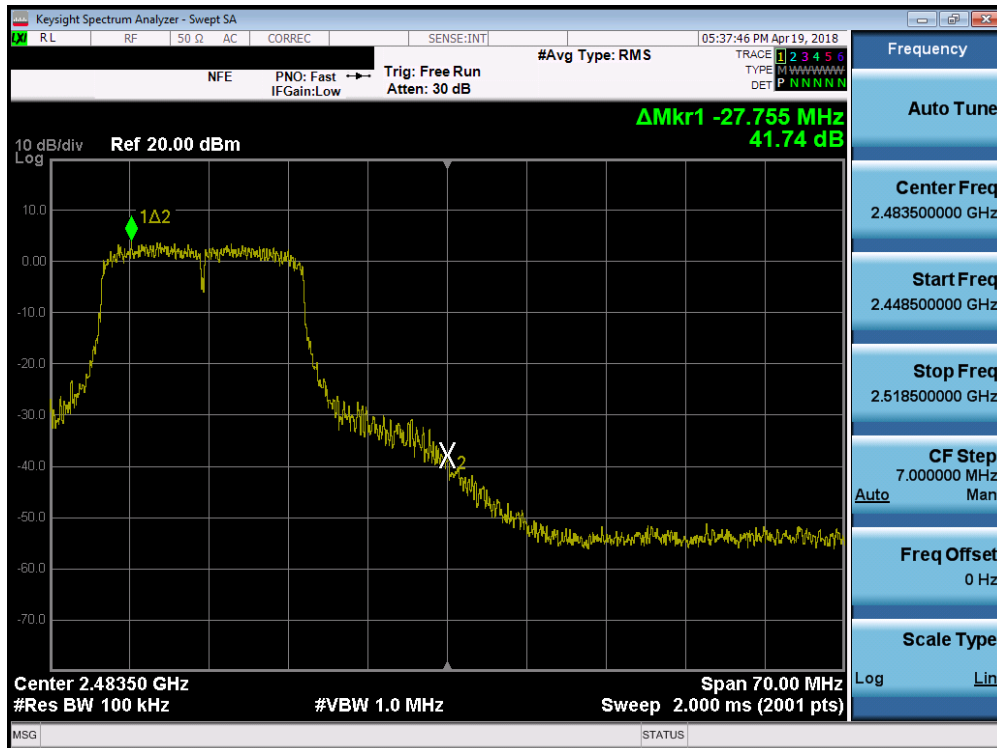 Keysight Spectrum Analyzer - Swept SA
LXI RL RF 50 Ω AC CORREC SENSE:INT 05:37:46 PM Apr 19, 2018
#Avg Type: RMS TRACE 1 2 3 4 5 6
NFE PNO: Fast Trig: Free Run TYPE M WWWWW
IFGain:Low Atten: 30 dB DET P N N N N N
ΔMkr1 -27.755 MHz
10 dB/div Ref 20.00 dBm 41.74 dB
Log
1Δ2
10.0
0.00
-10.0
-20.0
-30.0
2
-40.0
-50.0
-60.0
-70.0
Center 2.48350 GHz Span 70.00 MHz
#Res BW 100 kHz #VBW 1.0 MHz Sweep 2.000 ms (2001 pts)
MSG STATUS
Frequency
Auto Tune
Center Freq
2.483500000 GHz
Start Freq
2.448500000 GHz
Stop Freq
2.518500000 GHz
CF Step
7.000000 MHz
Auto Man
Freq Offset
0 Hz
Scale Type
Log Lin